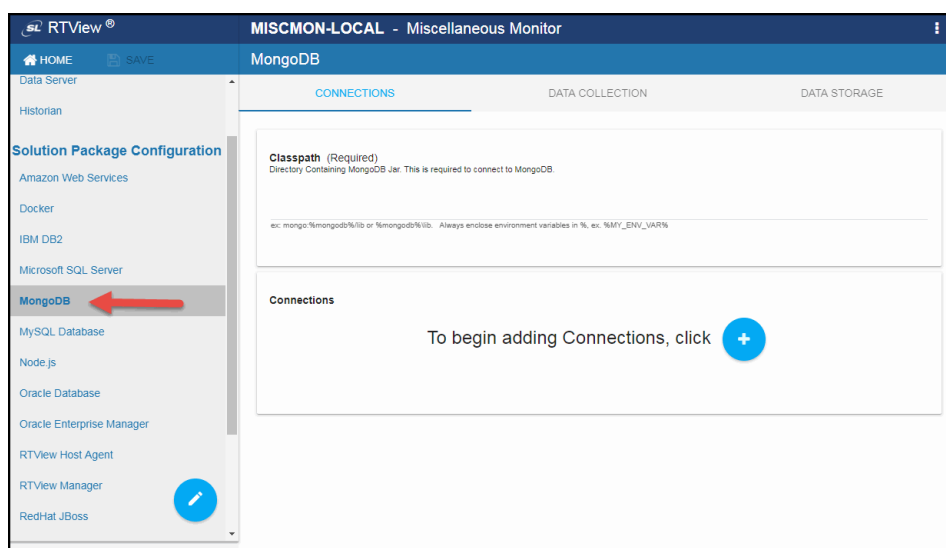 SL RTView ®
MISCMON-LOCAL - Miscellaneous Monitor
HOME
SAVE
MongoDB
Data Server
Historian
Solution Package Configuration
Amazon Web Services
Docker
IBM DB2
Microsoft SQL Server
MongoDB
MySQL Database
Node.js
Oracle Database
Oracle Enterprise Manager
RTView Host Agent
RTView Manager
RedHat JBoss
CONNECTIONS
DATA COLLECTION
DATA STORAGE
Classpath (Required)
Directory Containing MongoDB Jar. This is required to connect to MongoDB.
ex: mongo:%mongodb%/lib or %mongodb%\lib. Always enclose environment variables in %, ex. %MY_ENV_VAR%
Connections
To begin adding Connections, click +